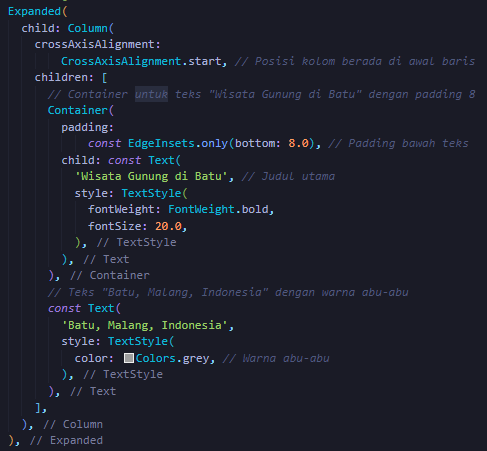 Expanded(
child: Column(
crossAxisAlignment:
CrossAxisAlignment.start, // Posisi kolom berada di awal baris
children: [
// Container untuk teks "Wisata Gunung di Batu" dengan padding 8
Container(
padding:
const EdgeInsets.only(bottom: 8.0), // Padding bawah teks
child: const Text(
'Wisata Gunung di Batu', // Judul utama
style: TextStyle(
fontWeight: FontWeight.bold,
fontSize: 20.0,
), // TextStyle
), // Text
), // Container
// Teks "Batu, Malang, Indonesia" dengan warna abu-abu
const Text(
'Batu, Malang, Indonesia',
style: TextStyle(
color: Colors.grey, // Warna abu-abu
), // TextStyle
), // Text
],
), // Column
), // Expanded